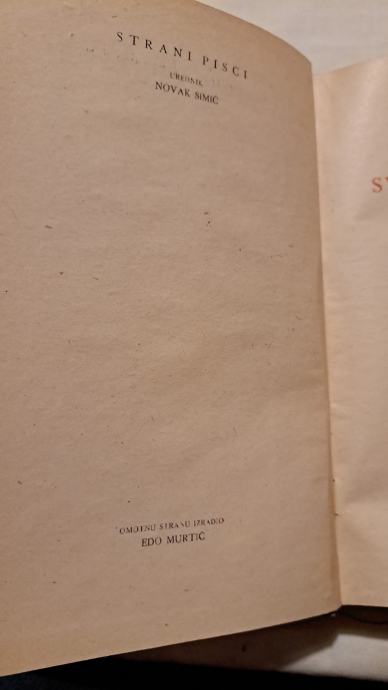 STRANI PISCI
UREDNIK
NOVAK SIMIĆ
OMOTNU STRANU IZRADIO
EDO MURTIĆ